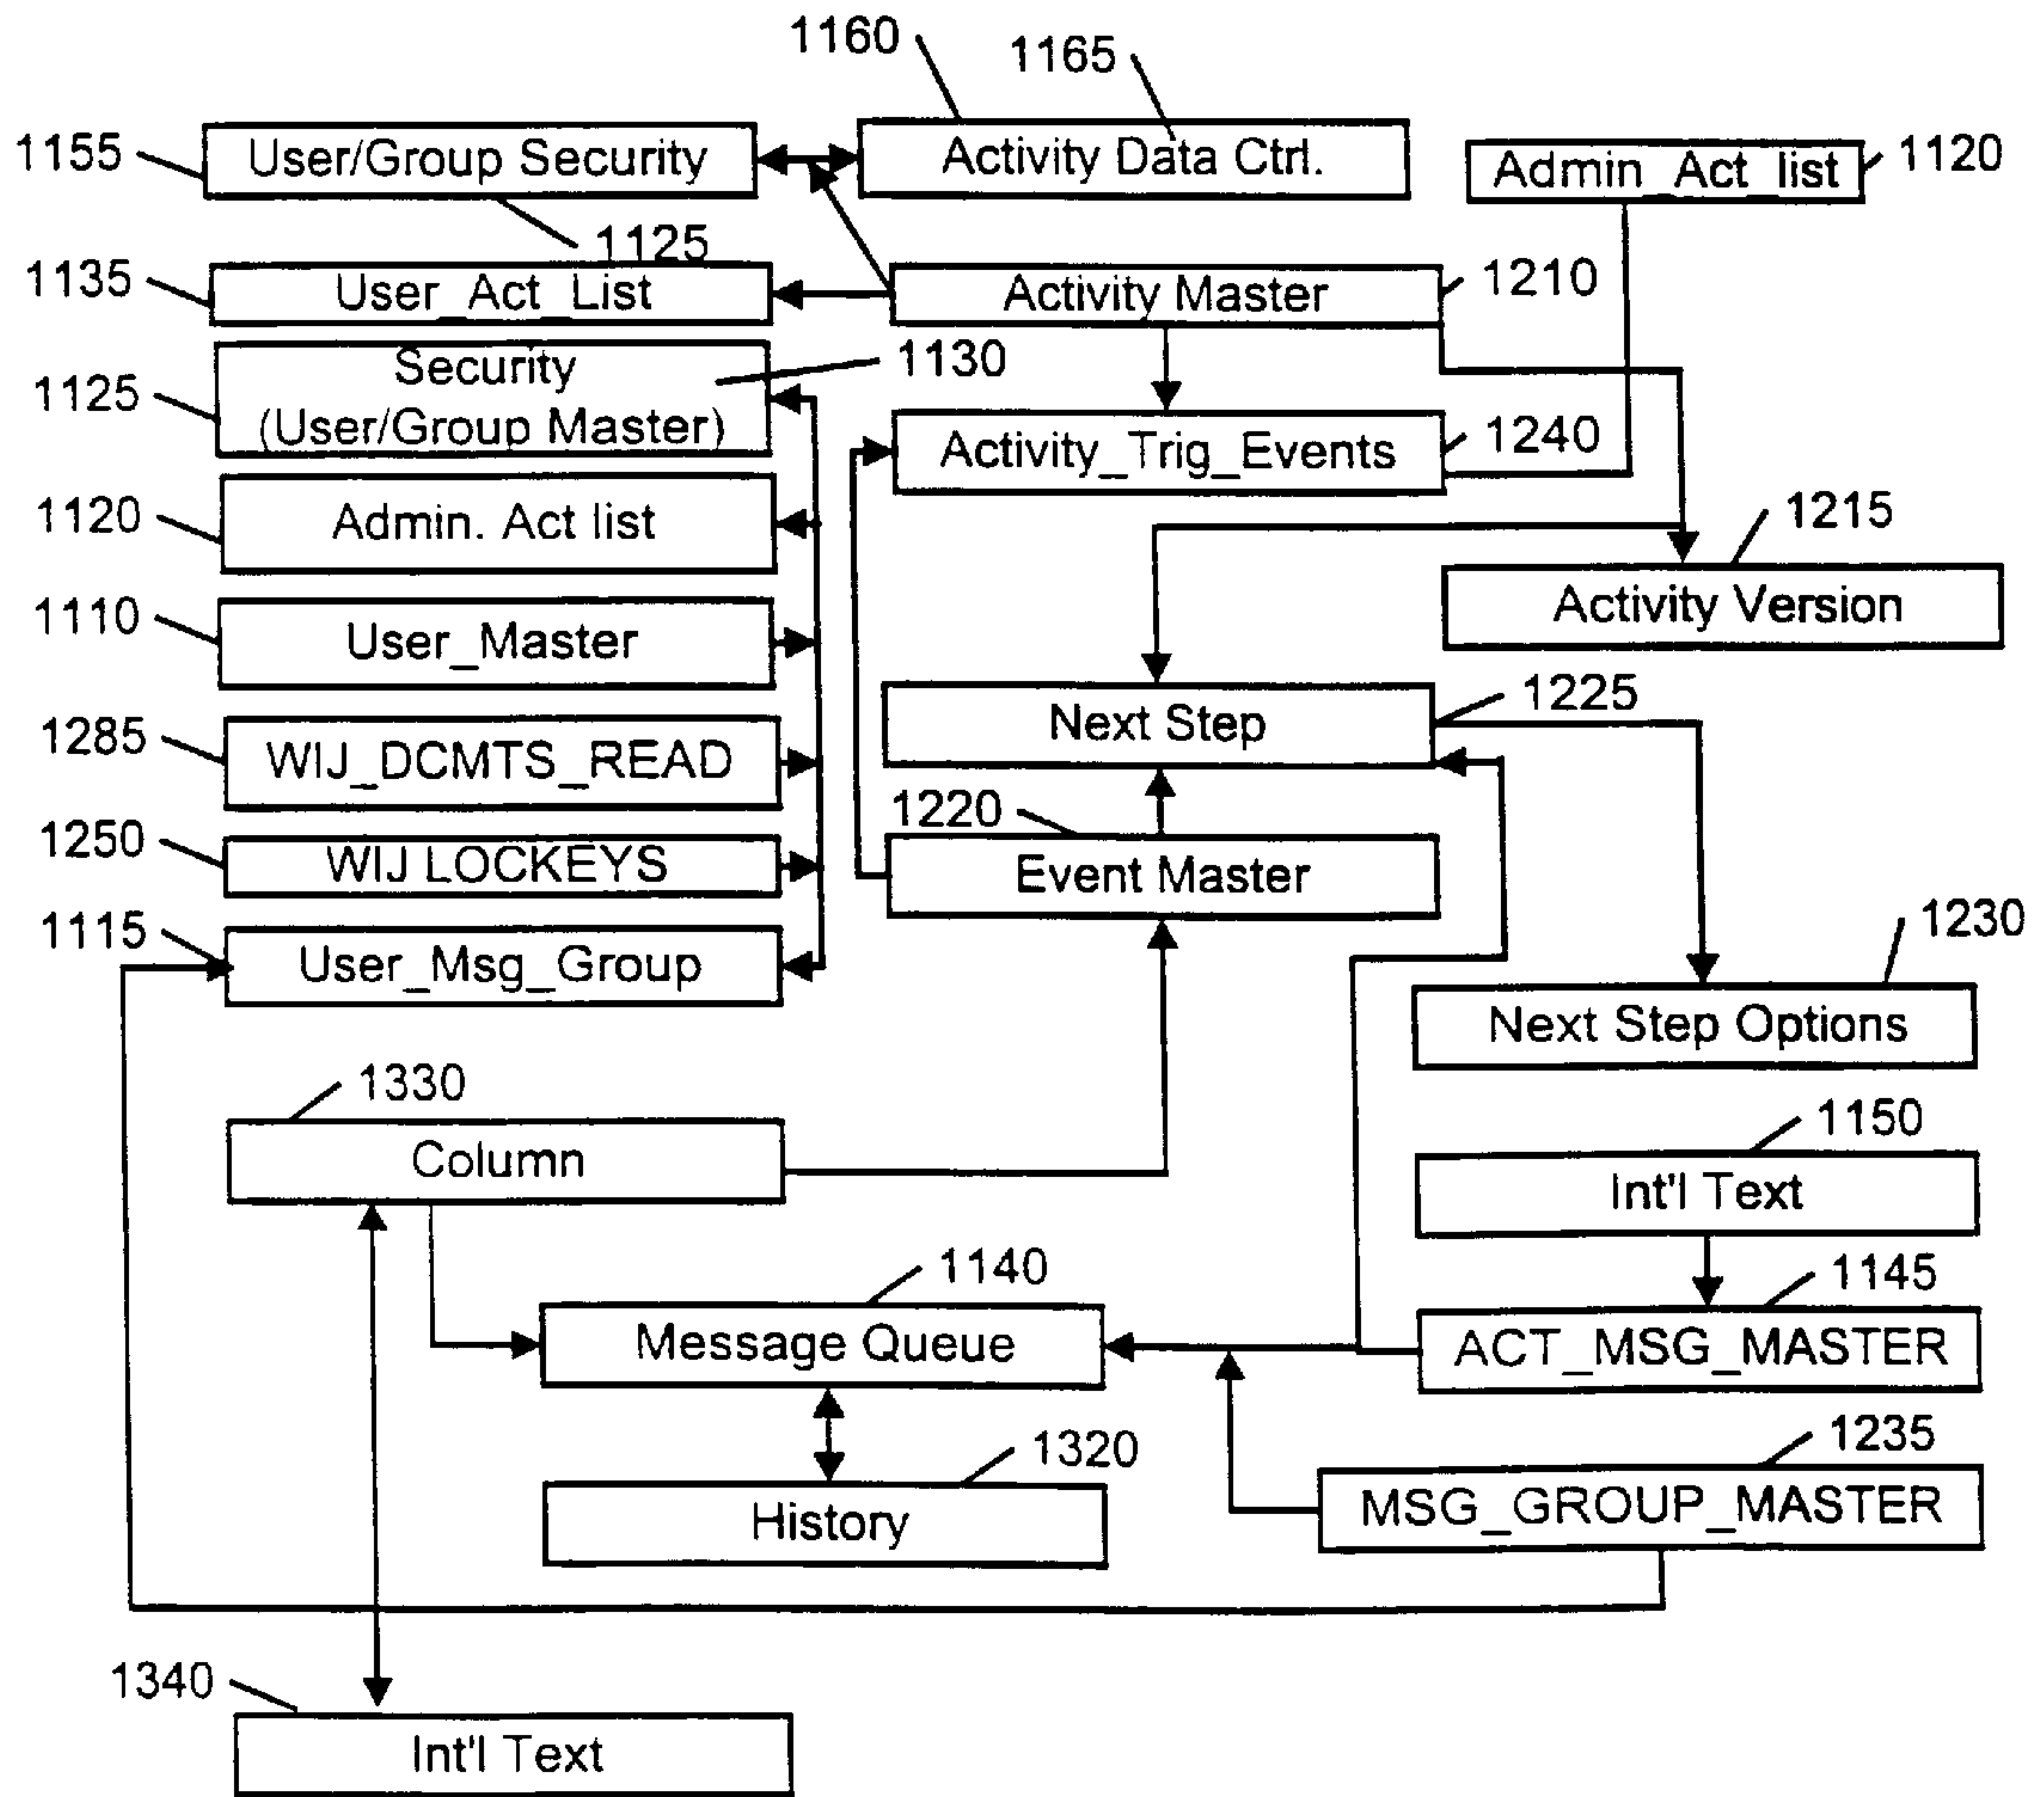 1160
1165
1155
User/Group Security
Activity Data Ctrl.
Admin_Act_list
1120
1125
1135
User_Act_List
Activity Master
1210
1130
1125
Security
(User/Group Master)
Activity_Trig_Events
1240
1120
Admin. Act list
1215
Activity Version
1110
User_Master
1225
Next Step
1285
WIJ_DCMTS_READ
1220
1250
WIJ LOCKEYS
Event Master
1115
User_Msg_Group
1230
Next Step Options
1330
Column
1150
Int'l Text
1140
Message Queue
1145
ACT_MSG_MASTER
1320
History
1235
MSG_GROUP_MASTER
1340
Int'l Text